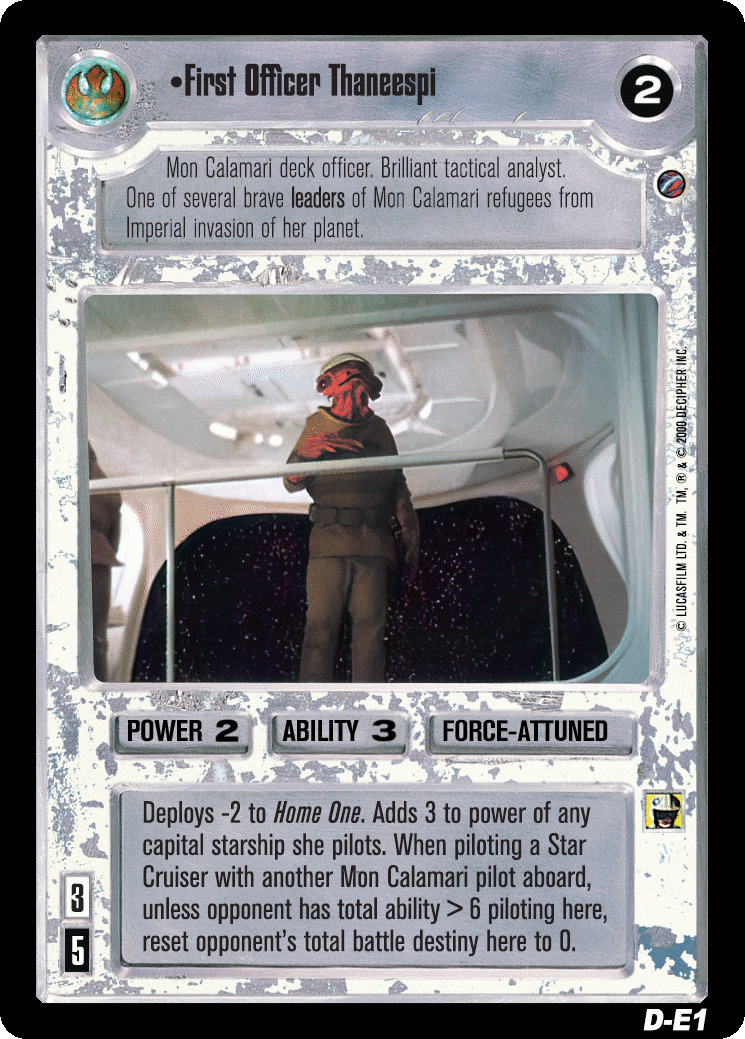 •First Officer Thaneespi
2
Mon Calamari deck officer. Brilliant tactical analyst.
One of several brave leaders of Mon Calamari refugees from
Imperial invasion of her planet.
© LUCASFILM LTD. & TM. TM, ® & © 2000 DECIPHER INC.
POWER 2
ABILITY 3
FORCE-ATTUNED
Deploys -2 to Home One. Adds 3 to power of any
capital starship she pilots. When piloting a Star
Cruiser with another Mon Calamari pilot aboard,
unless opponent has total ability > 6 piloting here,
reset opponent's total battle destiny here to 0.
3
5
D-E1